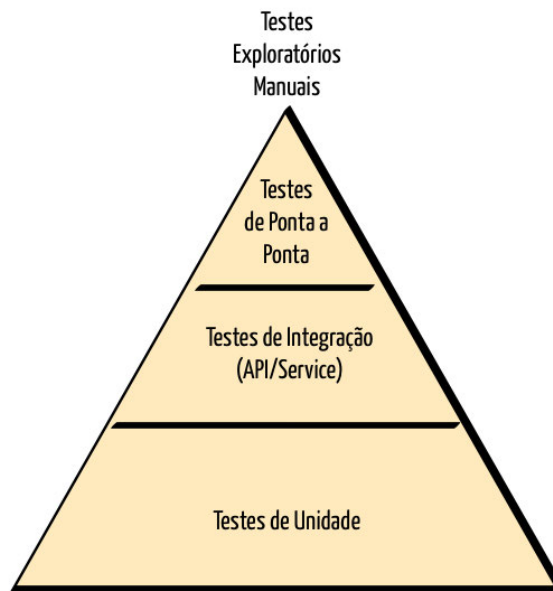 Testes
Exploratórios
Manuais
Testes
de Ponta a
Ponta
Testes de Integração
(API/Service)
Testes de Unidade